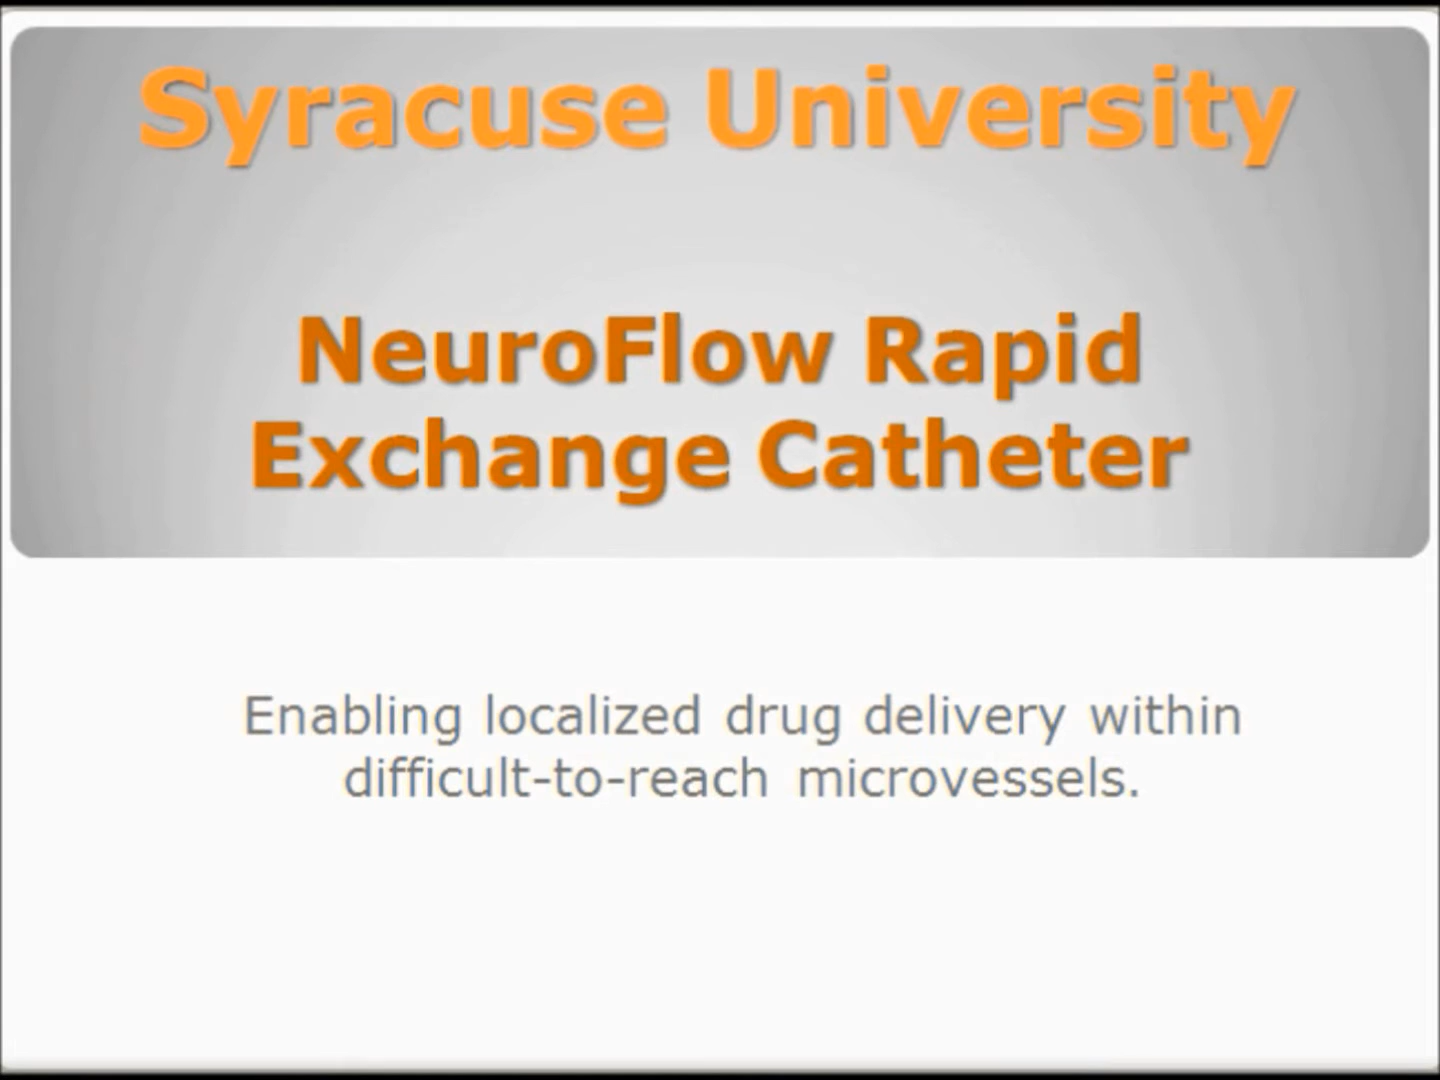 Syracuse University
NeuroFlow Rapid
Exchange Catheter
Enabling localized drug delivery within
difficult-to-reach microvessels.